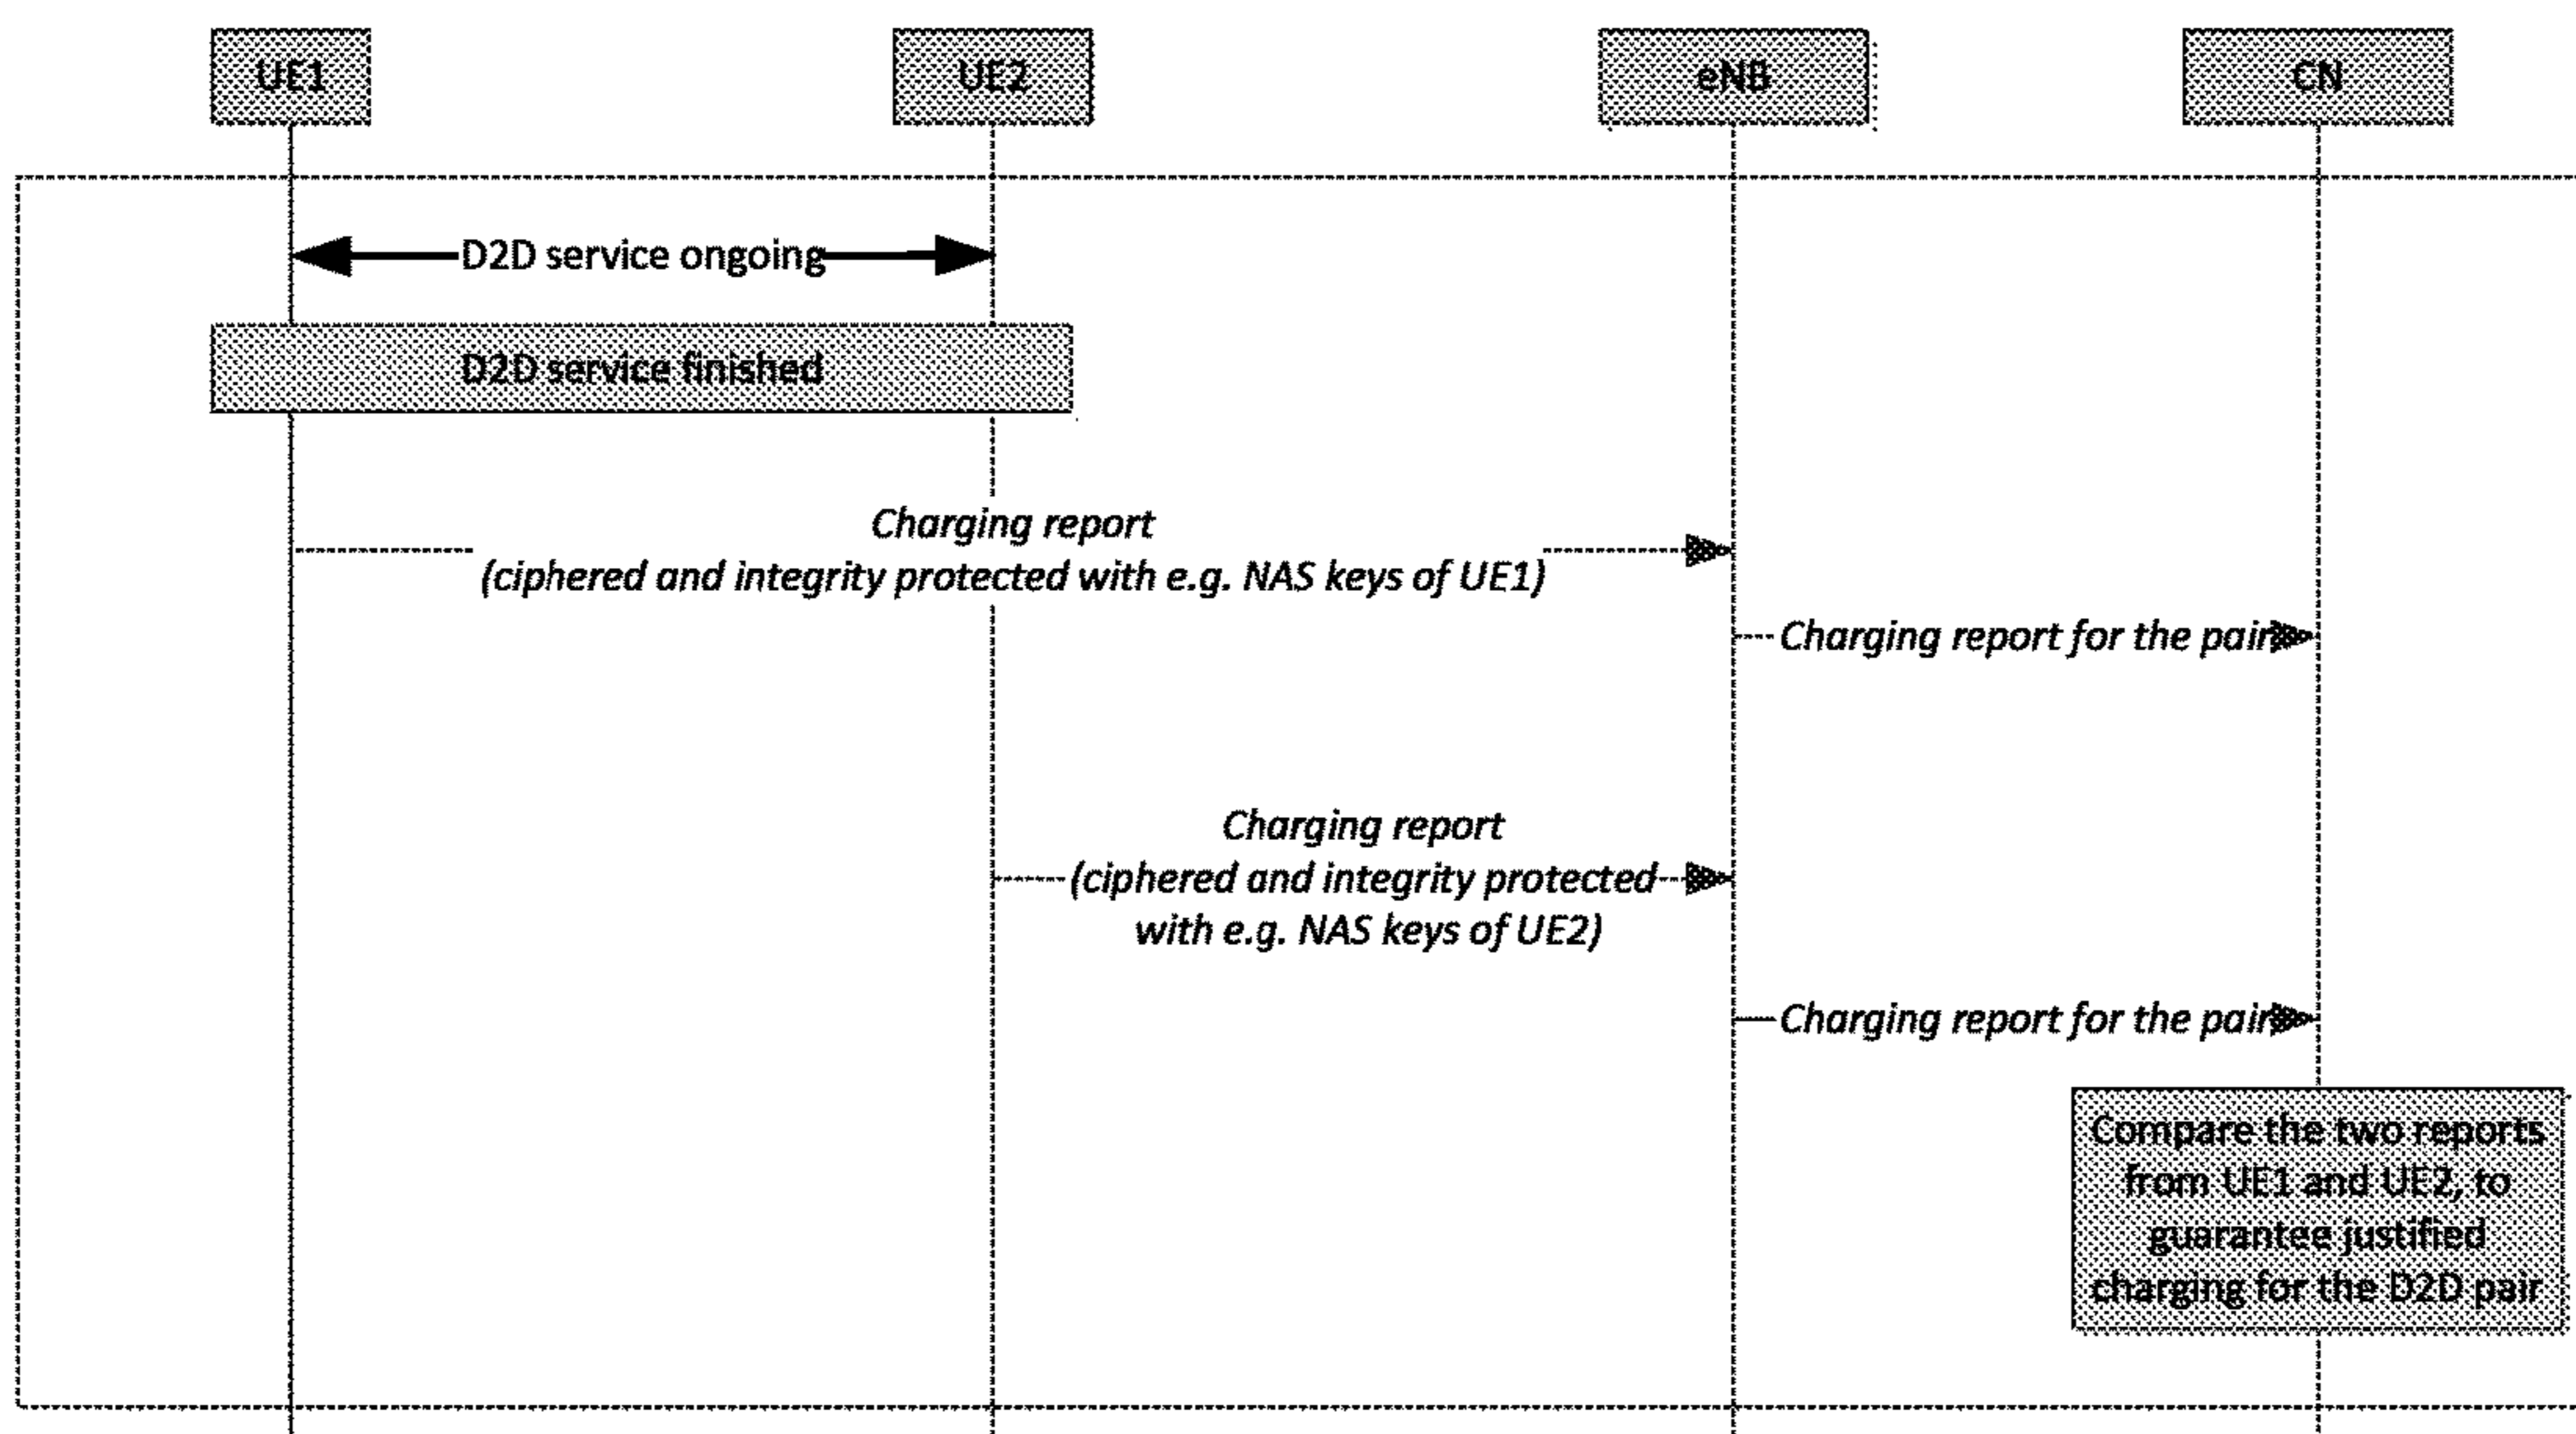 UE1
UE2
eNB
CN
D2D service ongoing
D2D service finished
Charging report
(ciphered and integrity protected with e.g. NAS keys of UE1)
Charging report for the pair
Charging report
(ciphered and integrity protected
with e.g. NAS keys of UE2)
Charging report for the pair
Compare the two reports
from UE1 and UE2, to
guarantee justified
charging for the D2D pair